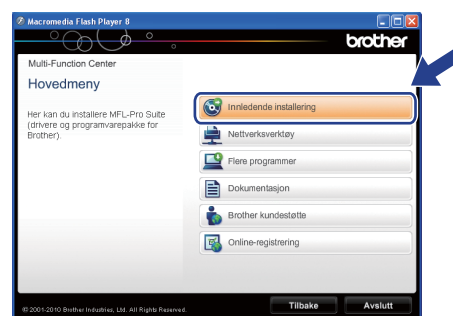 Macromedia Flash Player 8
brother
Multi-Function Center
Hovedmeny
Her kan du installere MFL-Pro Suite
(drivere og programvarepakke for
Brother).
Innledende installering
Nettverksverktøy
Flere programmer
Dokumentasjon
Brother kundestøtte
Online-registrering
© 2001-2010 Brother Industries, Ltd. All Rights Reserved.
Tilbake
Avslutt